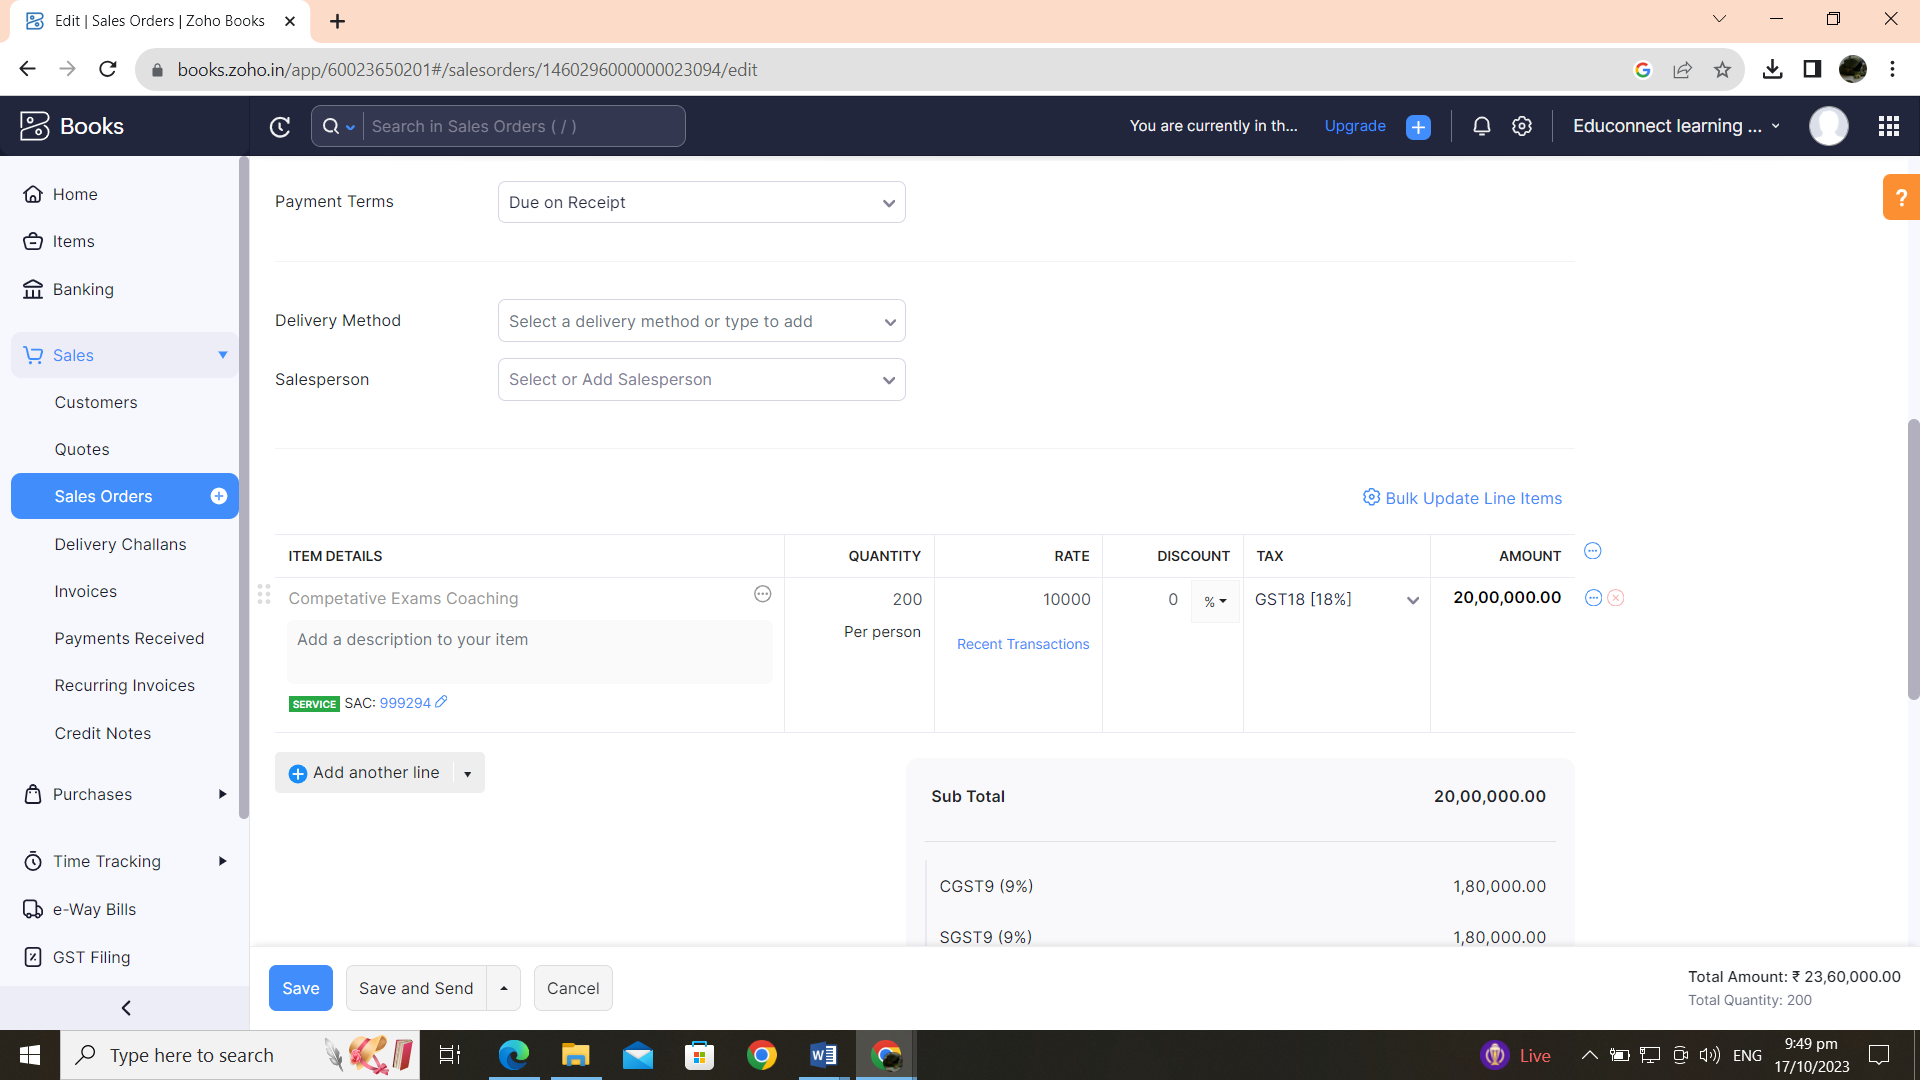 Edit | Sales Orders | Zoho Books
books.zoho.in/app/60023650201#/salesorders/1460296000000023094/edit
Books
Search in Sales Orders ( / )
You are currently in th...
Upgrade
Educonnect learning ...
Home
Items
Banking
Sales
Customers
Quotes
Sales Orders
Delivery Challans
Invoices
Payments Received
Recurring Invoices
Credit Notes
Purchases
Time Tracking
e-Way Bills
GST Filing
Payment Terms
Due on Receipt
?
Delivery Method
Select a delivery method or type to add
Salesperson
Select or Add Salesperson
Bulk Update Line Items
ITEM DETAILS QUANTITY RATE DISCOUNT TAX AMOUNT
Competative Exams Coaching 200 10000 0 % GST18 [18%] 20,00,000.00
Per person
Add a description to your item
Recent Transactions
SERVICE SAC: 999294
Add another line
Sub Total 20,00,000.00
CGST9 (9%) 1,80,000.00
SGST9 (9%) 1,80,000.00
Save
Save and Send
Cancel
Total Amount: ₹ 23,60,000.00
Total Quantity: 200
Type here to search
Live
ENG
9:49 pm
17/10/2023